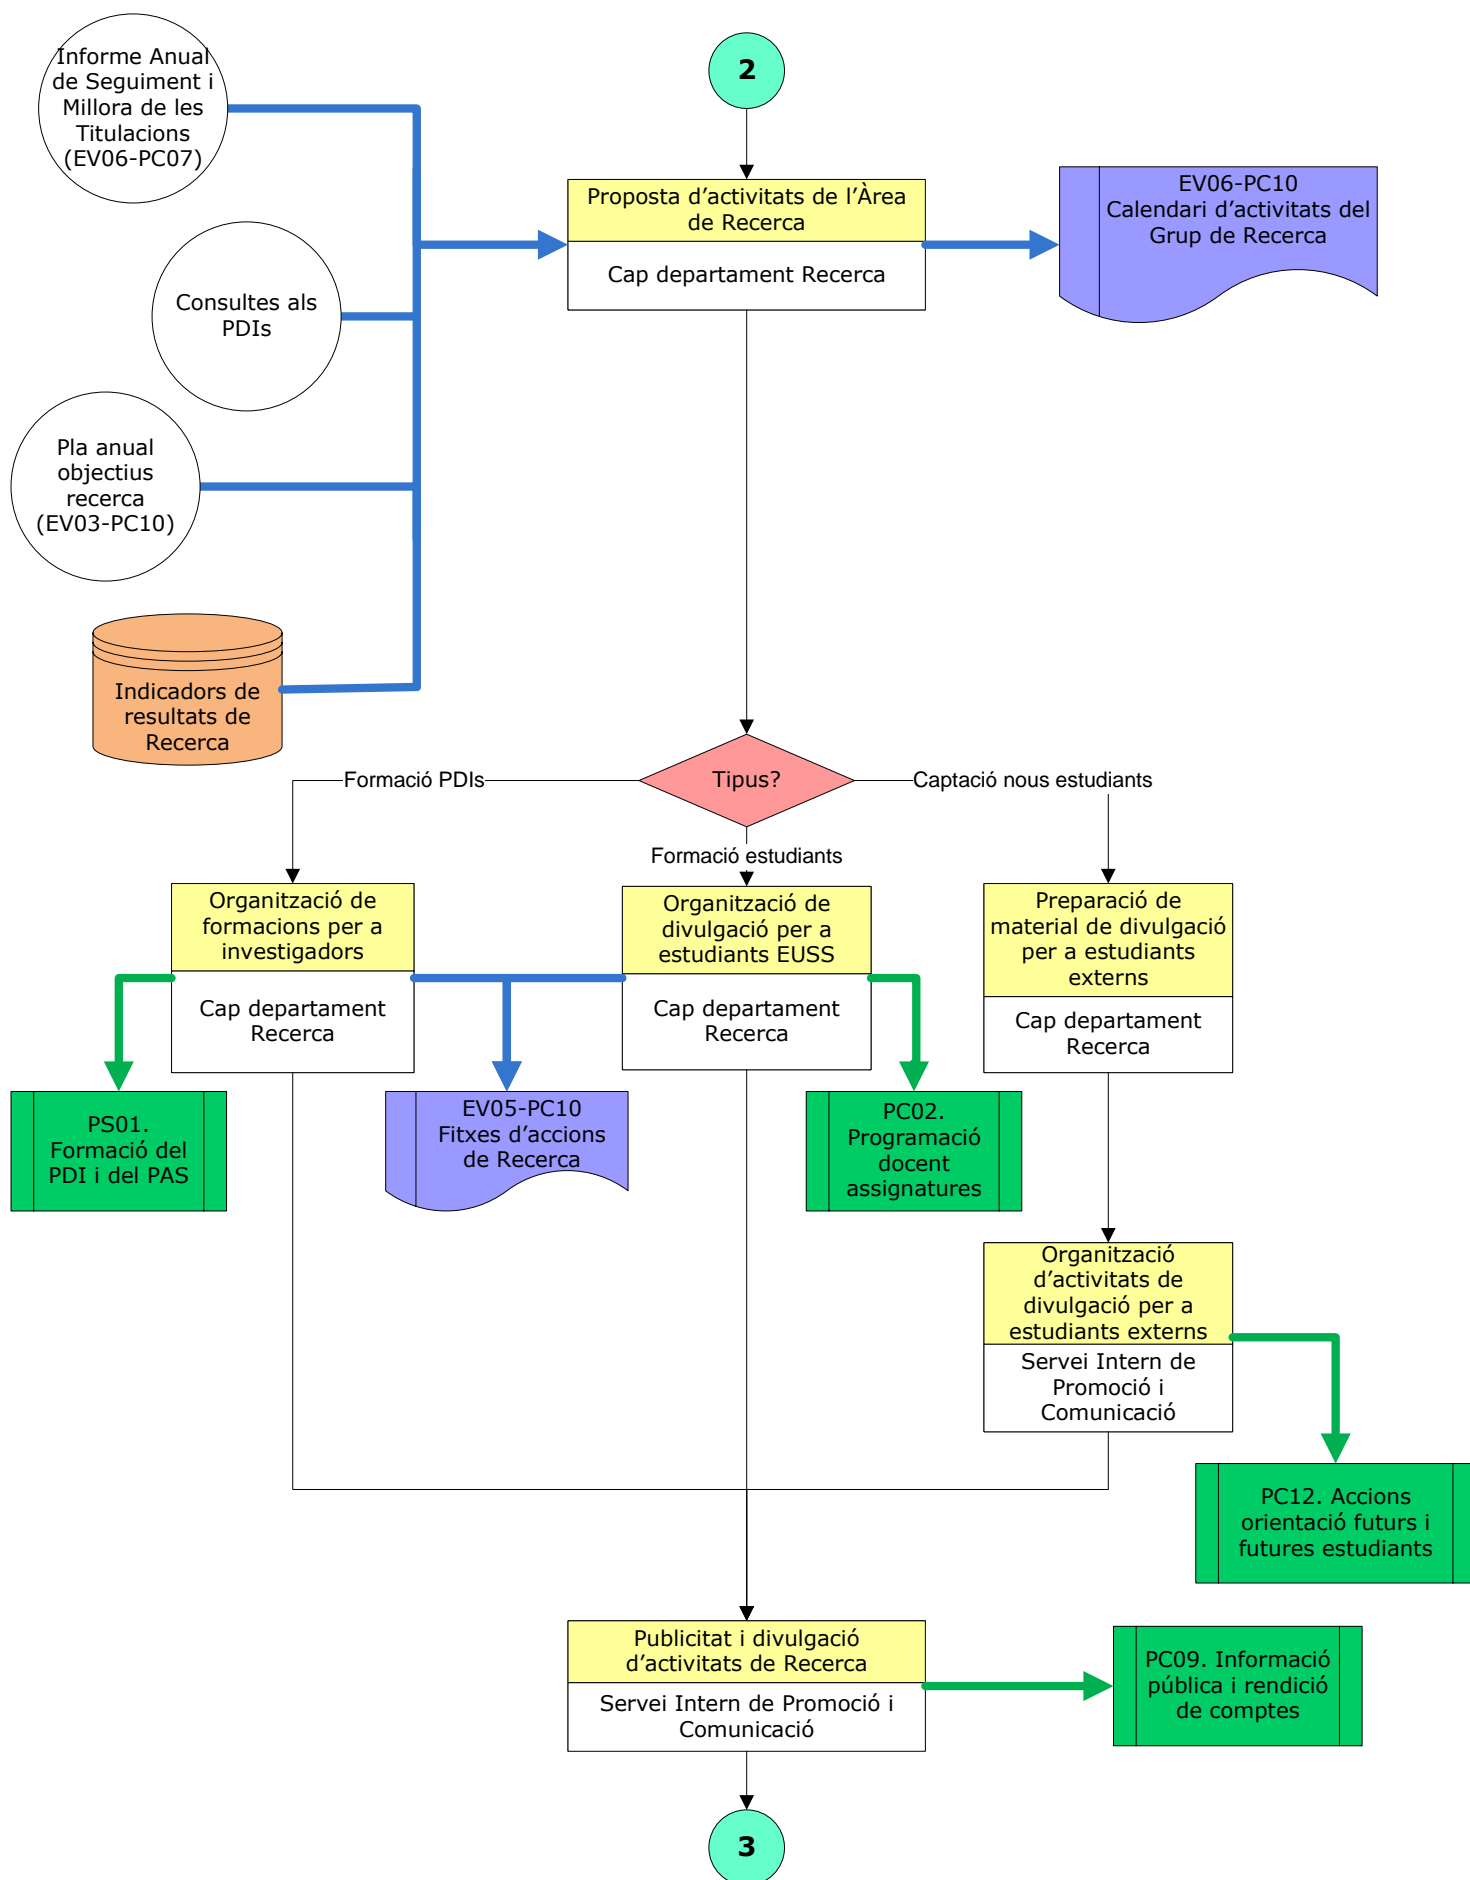 Informe Anual
de Seguiment i
Millora de les
Titulacions
(EV06-PC07)
2
Proposta d’activitats de l’Àrea
de Recerca
Cap departament Recerca
EV06-PC10
Calendari d’activitats del
Grup de Recerca
Consultes als
PDIs
Pla anual
objectius
recerca
(EV03-PC10)
Indicadors de
resultats de
Recerca
Tipus?
Formació PDIs
Captació nous estudiants
Formació estudiants
Organització de
formacions per a
investigadors
Cap departament
Recerca
Organització de
divulgació per a
estudiants EUSS
Cap departament
Recerca
Preparació de
material de divulgació
per a estudiants
externs
Cap departament
Recerca
PS01.
Formació del
PDI i del PAS
EV05-PC10
Fitxes d’accions
de Recerca
PC02.
Programació
docent
assignatures
Organització
d’activitats de
divulgació per a
estudiants externs
Servei Intern de
Promoció i
Comunicació
PC12. Accions
orientació futurs i
futures estudiants
Publicitat i divulgació
d’activitats de Recerca
Servei Intern de Promoció i
Comunicació
PC09. Informació
pública i rendició
de comptes
3